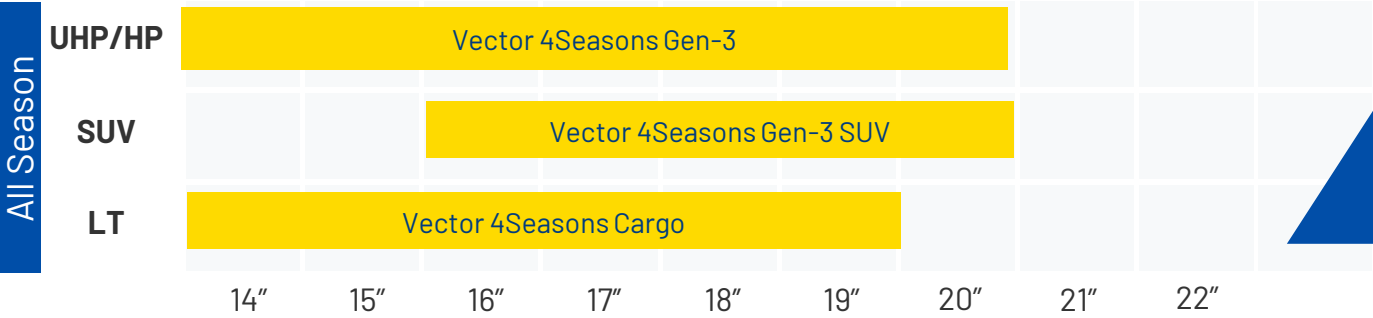 All Season
UHP/HP
Vector 4Seasons Gen-3
SUV
Vector 4Seasons Gen-3 SUV
LT
Vector 4Seasons Cargo
14” 15” 16” 17” 18” 19” 20” 21” 22”